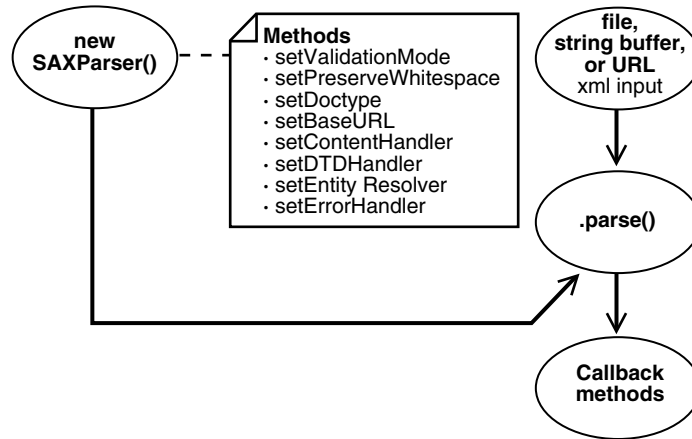 new
SAXParser()
Methods
· setValidationMode
· setPreserveWhitespace
· setDoctype
· setBaseURL
· setContentHandler
· setDTDHandler
· setEntity Resolver
· setErrorHandler
file,
string buffer,
or URL
xml input
.parse()
Callback
methods